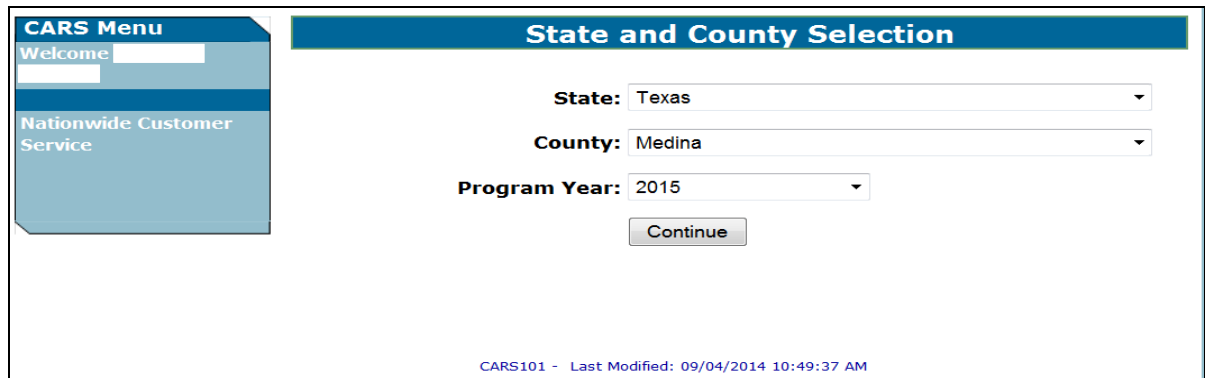 CARS Menu
Welcome
Nationwide Customer
Service
State and County Selection
State: Texas
County: Medina
Program Year: 2015
Continue
CARS101 - Last Modified: 09/04/2014 10:49:37 AM